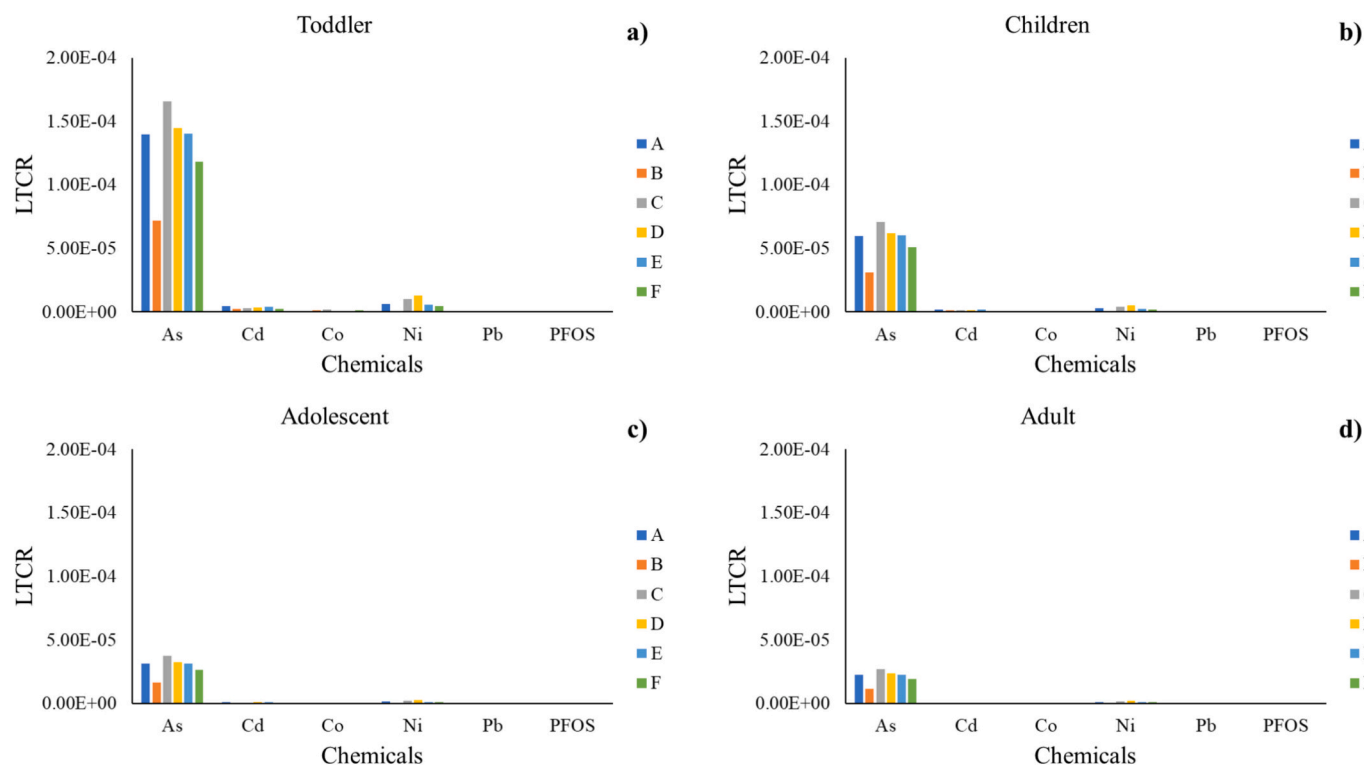 Toddler
a)
2.00E-04
1.50E-04
1.00E-04
5.00E-05
0.00E+00
LTCR
As Cd Co Ni Pb PFOS
Chemicals
A
B
C
D
E
F
Children
b)
2.00E-04
1.50E-04
1.00E-04
5.00E-05
0.00E+00
LTCR
As Cd Co Ni Pb PFOS
Chemicals
Adolescent
c)
2.00E-04
1.50E-04
1.00E-04
5.00E-05
0.00E+00
LTCR
As Cd Co Ni Pb PFOS
Chemicals
A
B
C
D
E
F
Adult
d)
2.00E-04
1.50E-04
1.00E-04
5.00E-05
0.00E+00
LTCR
As Cd Co Ni Pb PFOS
Chemicals